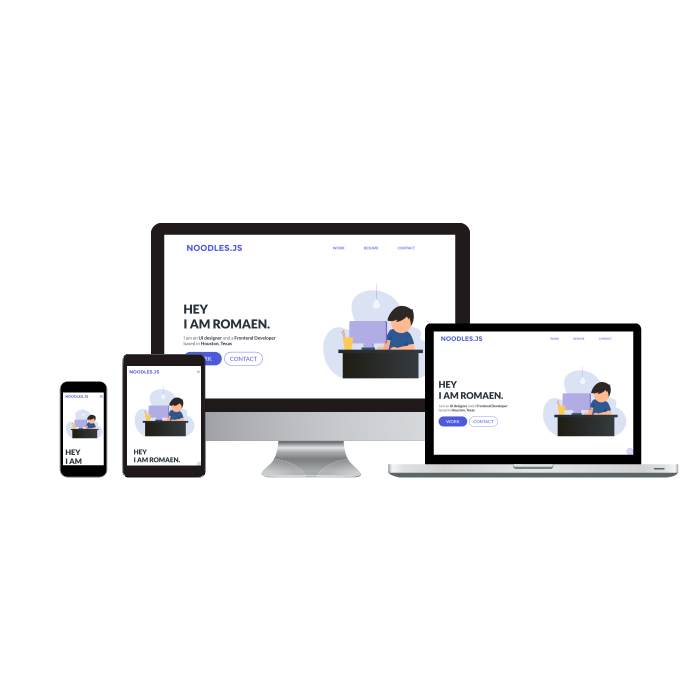 NOODLES.JS
WORK RESUME CONTACT
HEY
I AM ROMAEN.
I am an UI designer and a Frontend Developer
based in Houston, Texas
RK CONTACT
NOODLES.JS
WORK RESUME CONTACT
HEY
I AM ROMAEN.
I am an UI designer and a Frontend Developer
based in Houston, Texas
WORK CONTACT
NOODLES.JS
HEY
I AM ROMAEN.
NOODLES.JS
HEY
I AM